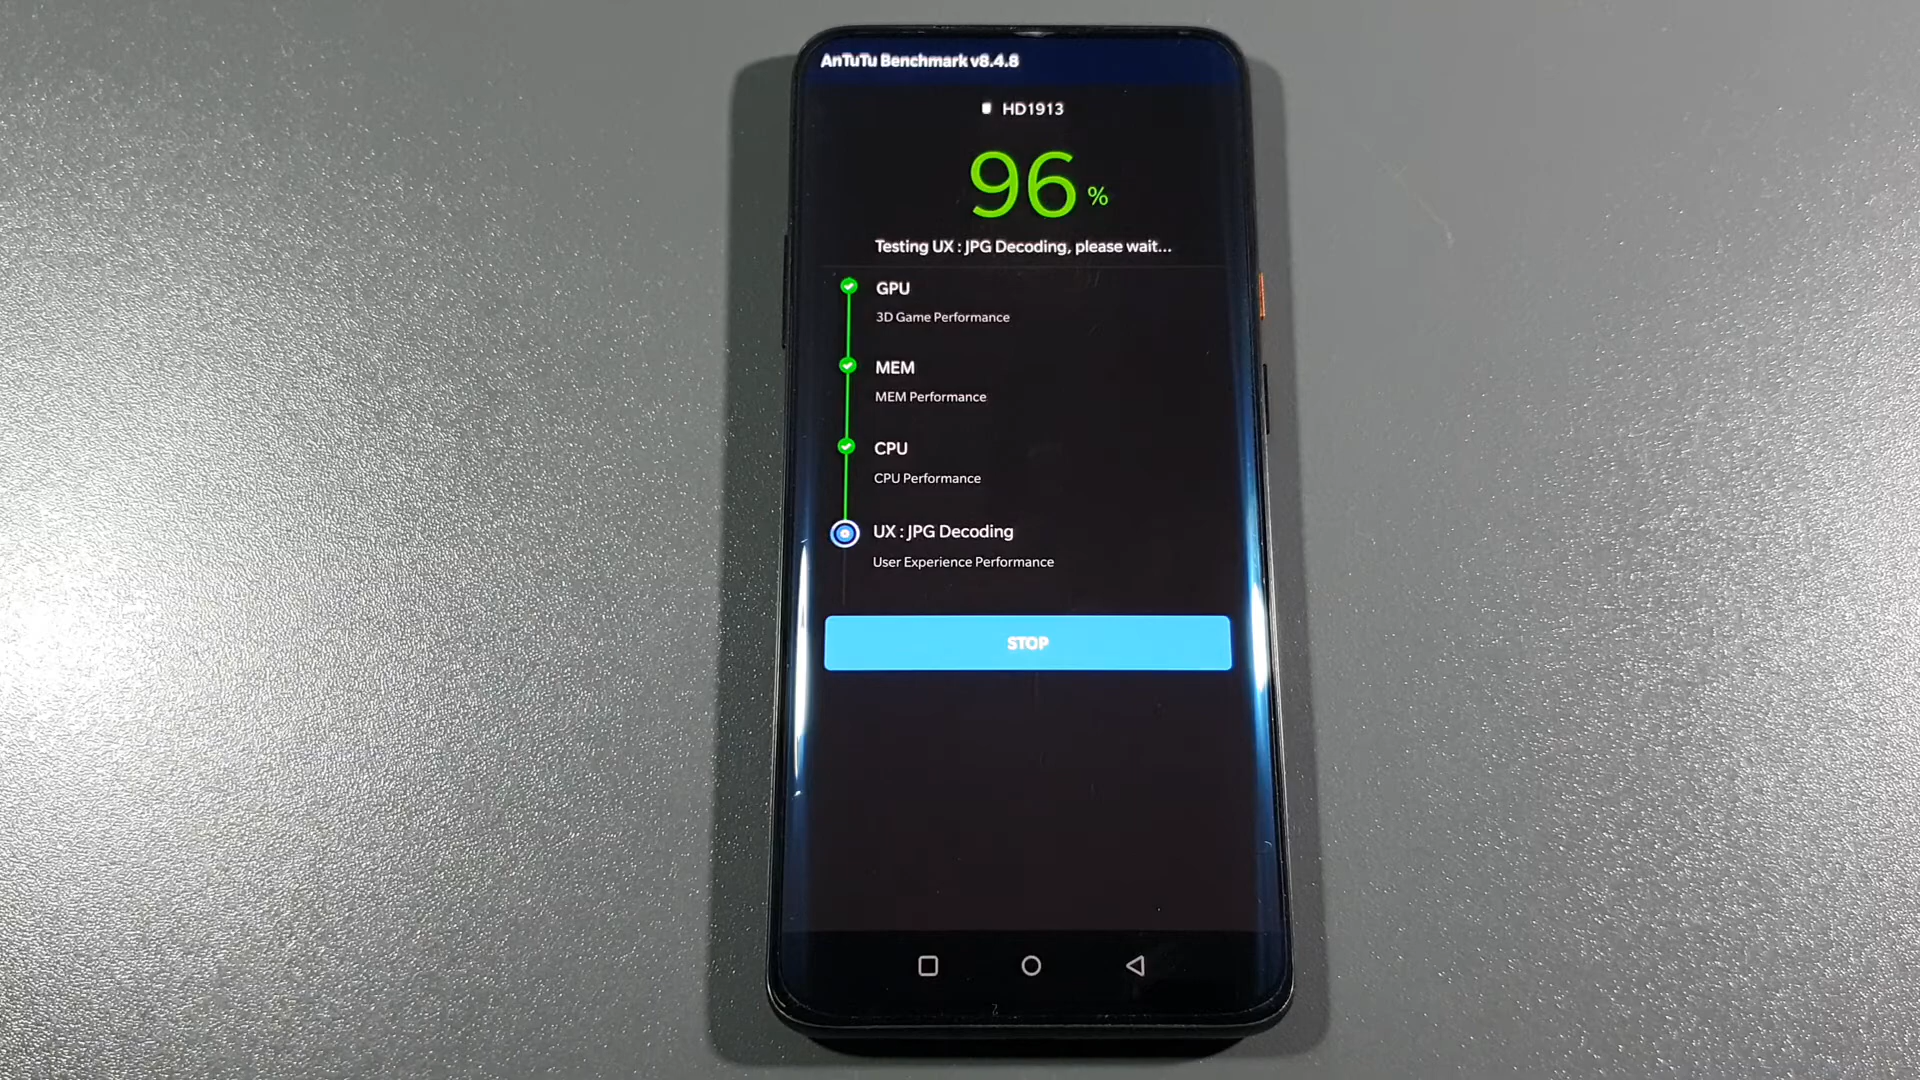 AnTuTu Benchmark v8.4.8
HD1913
96 %
Testing UX : JPG Decoding, please wait...
GPU
3D Game Performance
MEM
MEM Performance
CPU
CPU Performance
UX : JPG Decoding
User Experience Performance
STOP